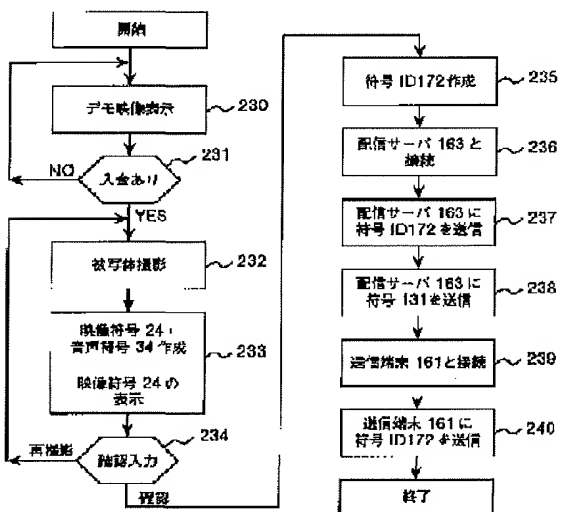 開始
デモ映像表示
230
231
NO
入金あり
YES
被写体撮影
232
映像符号 24・
音声符号 34 作成
233
映像符号 24 の
表示
234
再撮影
確認入力
確認
符号 ID172 作成
235
配信サーバ 163 と
接続
236
配信サーバ 163 に
符号 ID172 を送信
237
配信サーバ 163 に
符号 131 を送信
238
送信端末 161 と接続
239
送信端末 161 に
符号 ID172 を送信
240
終了